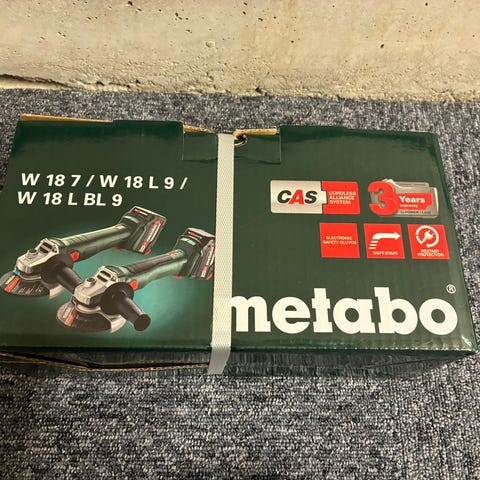 W 18 7 / W 18 L 9 /
W 18 L BL 9
CAS
CORDLESS
ALLIANCE
SYSTEM
3 Years
warranty
ELECTRONIC
SAFETY CLUTCH
SOFT-START
RESTART
PROTECTION
metabo®